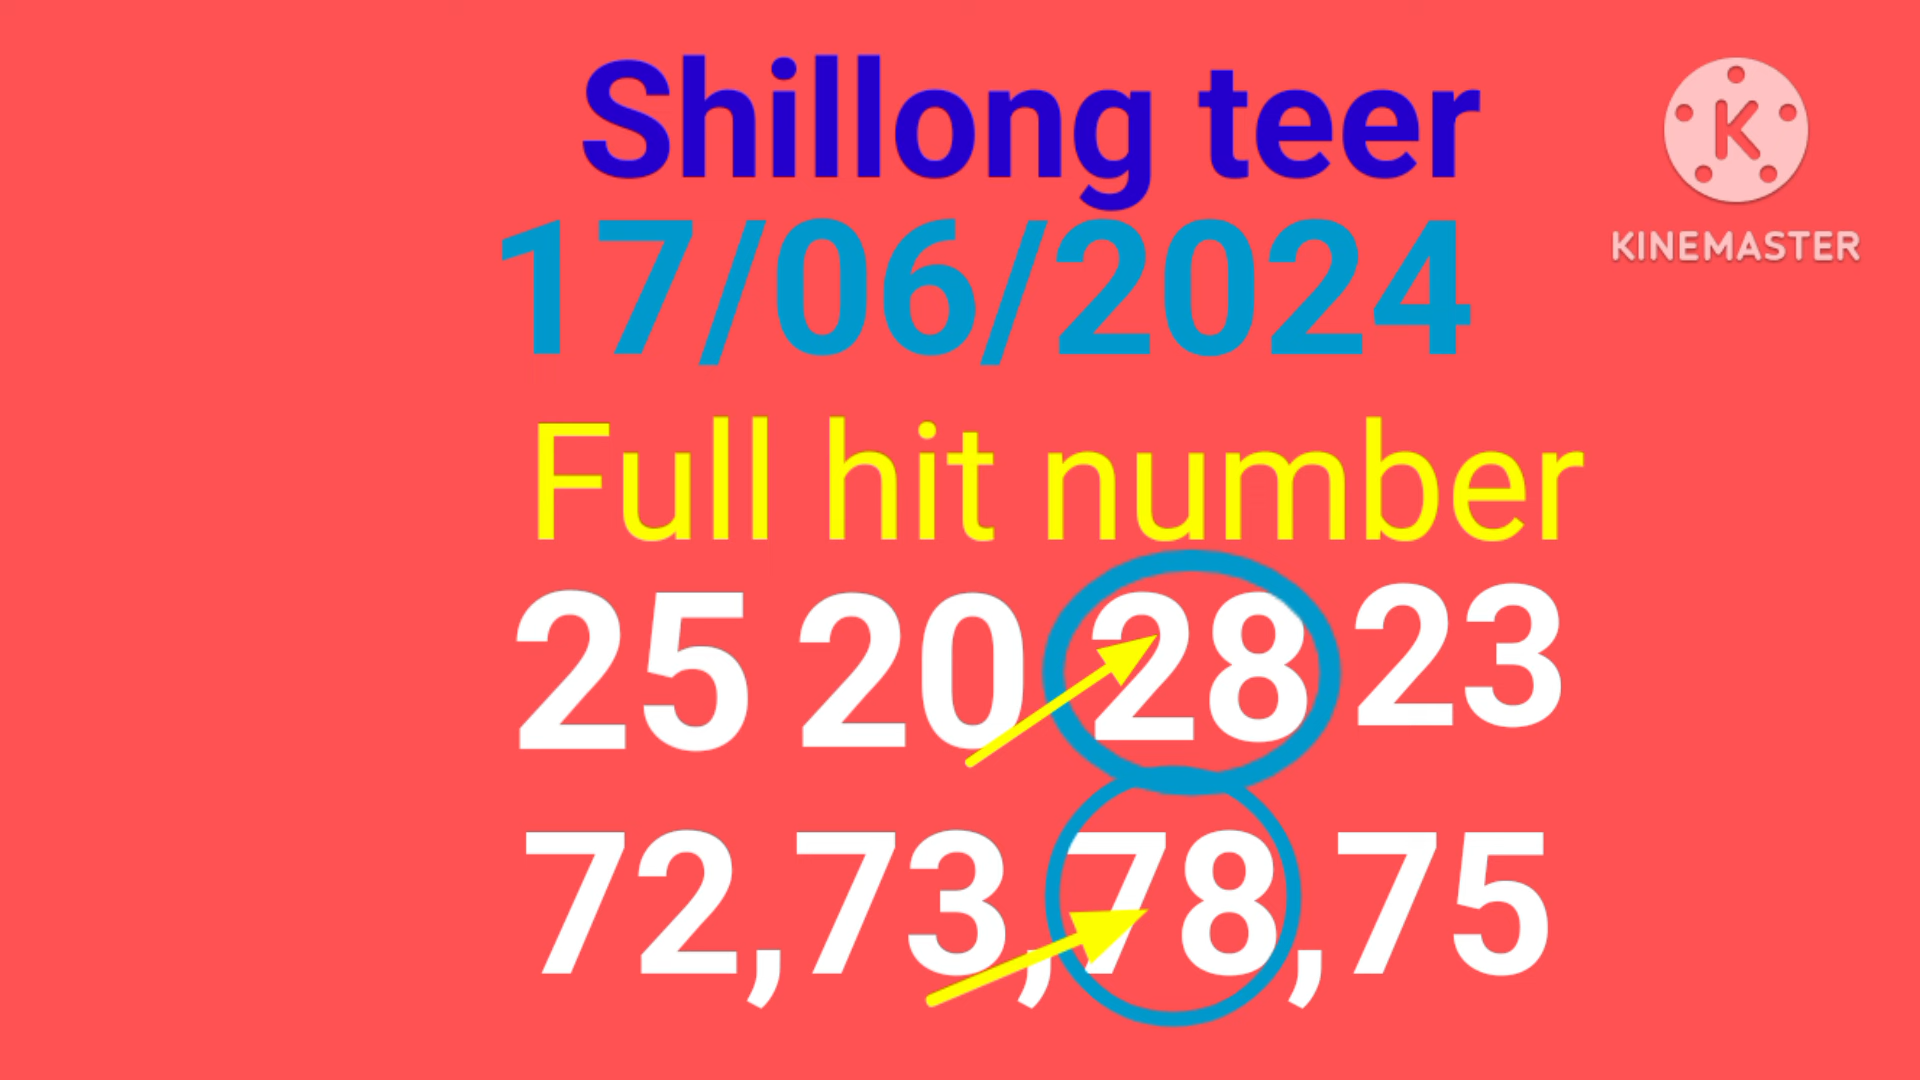 Shillong teer
K
KINEMASTER
17/06/2024
Full hit number
25 20 28 23
72,73,78,75